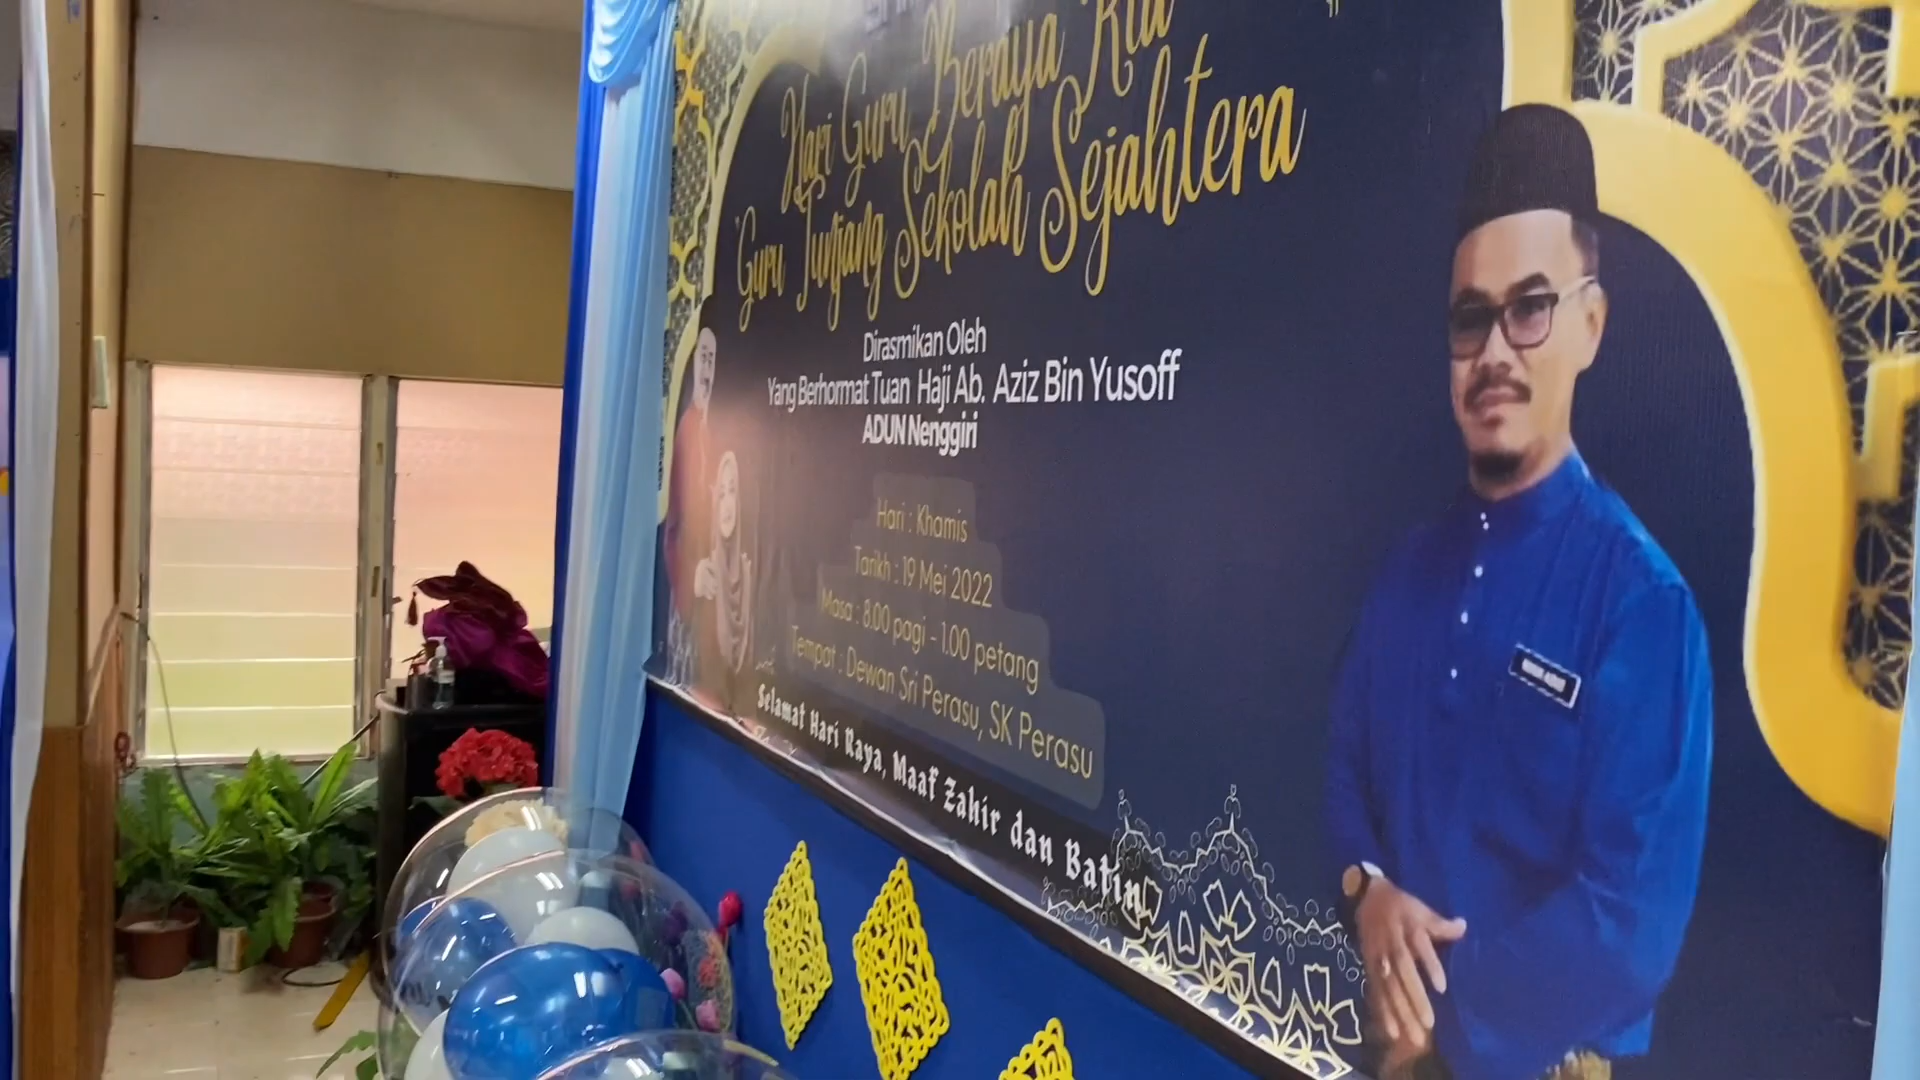 Hari Guru Beraya Ria
"Guru Tunjang Sekolah Sejahtera
Dirasmikan Oleh
Yang Berhormat Tuan Haji Ab. Aziz Bin Yusoff
ADUN Nenggiri
Hari : Khamis
Tarikh : 19 Mei 2022
Masa : 8.00 pagi - 1.00 petang
Tempat : Dewan Sri Perasu, SK Perasu
Selamat Hari Raya, Maaf Zahir dan Batin